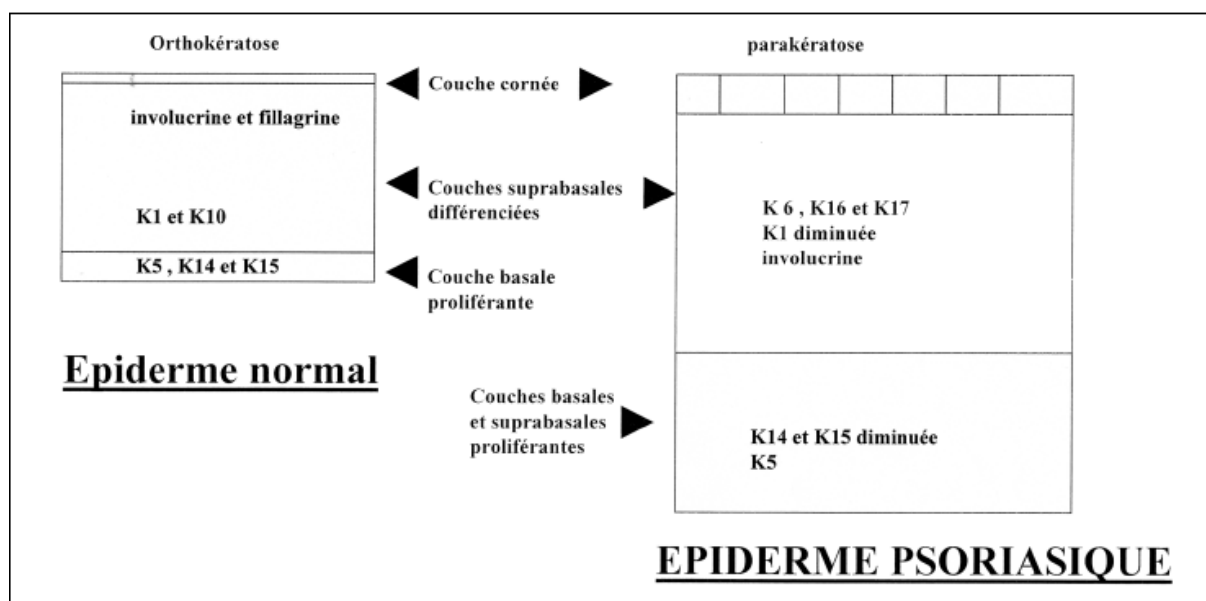 Orthokératose
parakératose
Couche cornée
involucrine et fillagrine
Couches suprabasales
différenciées
K1 et K10
K 6 , K16 et K17
K1 diminuée
involucrine
K5 , K14 et K15
Couche basale
proliférante
Epiderme normal
Couches basales
et suprabasales
proliférantes
K14 et K15 diminuée
K5
EPIDERME PSORIASIQUE